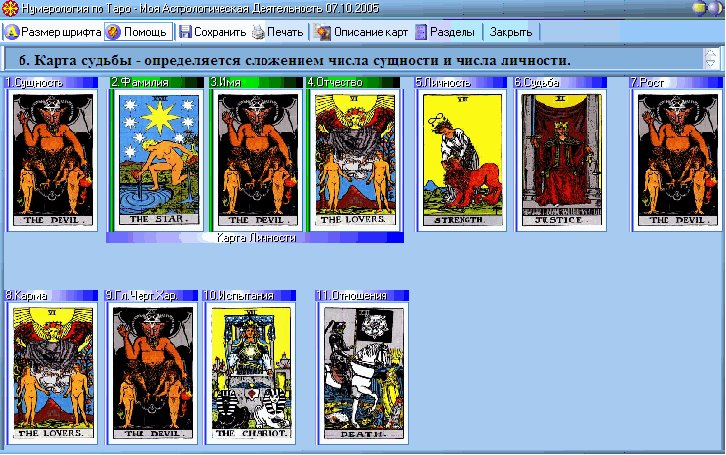 Нумерология по Таро - Моя Астрологическая Деятельность 07.10.2005
Размер шрифта Помощь Сохранить Печать Описание карт Разделы Закрыть
6. Карта судьбы - определяется сложением числа сущности и числа личности.
1.Сущность 2.Фамилия 3.Имя 4.Отчество 5.Личность 6.Судьба 7.Рост
THE DEVIL. THE STAR. THE DEVIL. THE LOVERS. STRENGTH. JUSTICE. THE DEVIL
Карта Личности
8.Карма 9.Гл.Черт.Хар. 10.Испытания 11.Отношения
THE LOVERS. THE DEVIL. THE CHARIOT. DEATH.